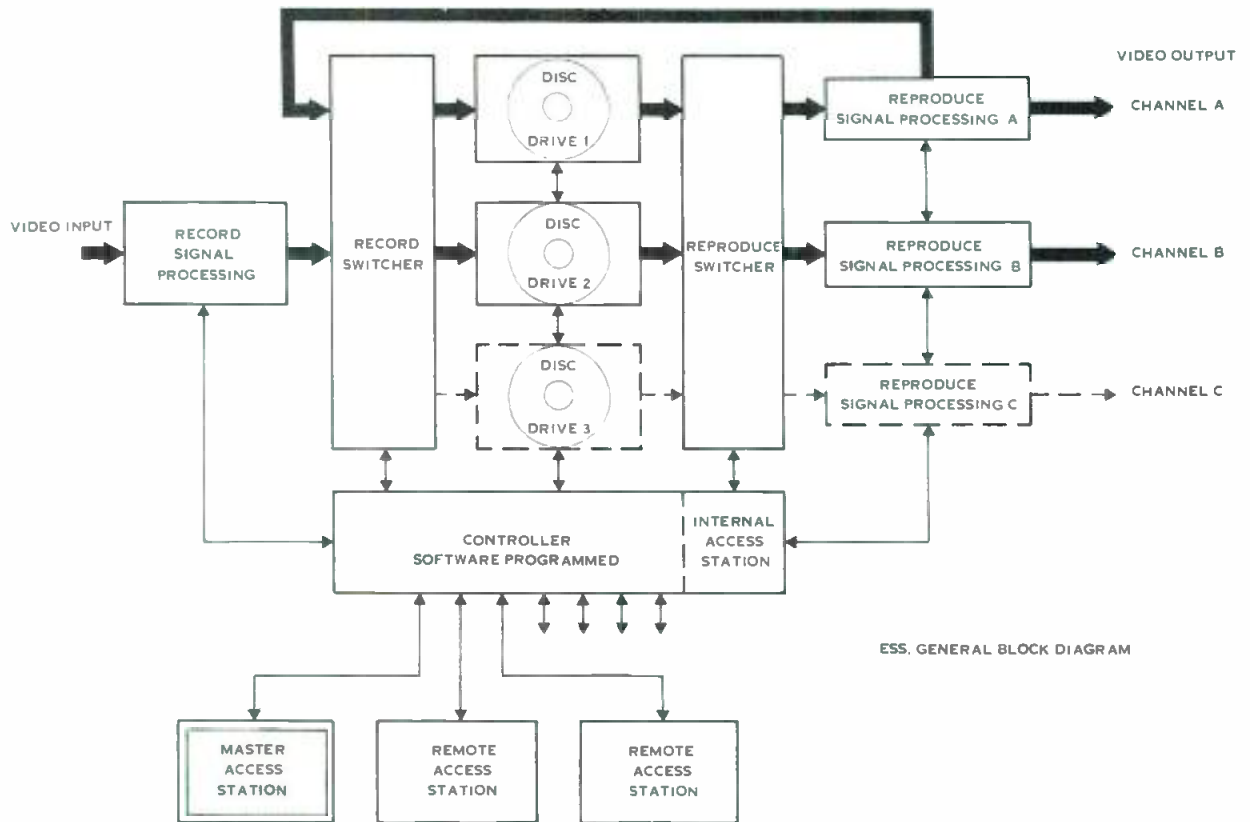 VIDEO OUTPUT
DISC
DRIVE 1
REPRODUCE
SIGNAL PROCESSING A
CHANNEL A
VIDEO INPUT
RECORD
SIGNAL
PROCESSING
RECORD
SWITCHER
DISC
DRIVE 2
REPRODUCE
SWITCHER
REPRODUCE
SIGNAL PROCESSING B
CHANNEL B
DISC
DRIVE 3
REPRODUCE
SIGNAL PROCESSING C
CHANNEL C
CONTROLLER
SOFTWARE PROGRAMMED
INTERNAL
ACCESS
STATION
ESS. GENERAL BLOCK DIAGRAM
MASTER
ACCESS
STATION
REMOTE
ACCESS
STATION
REMOTE
ACCESS
STATION